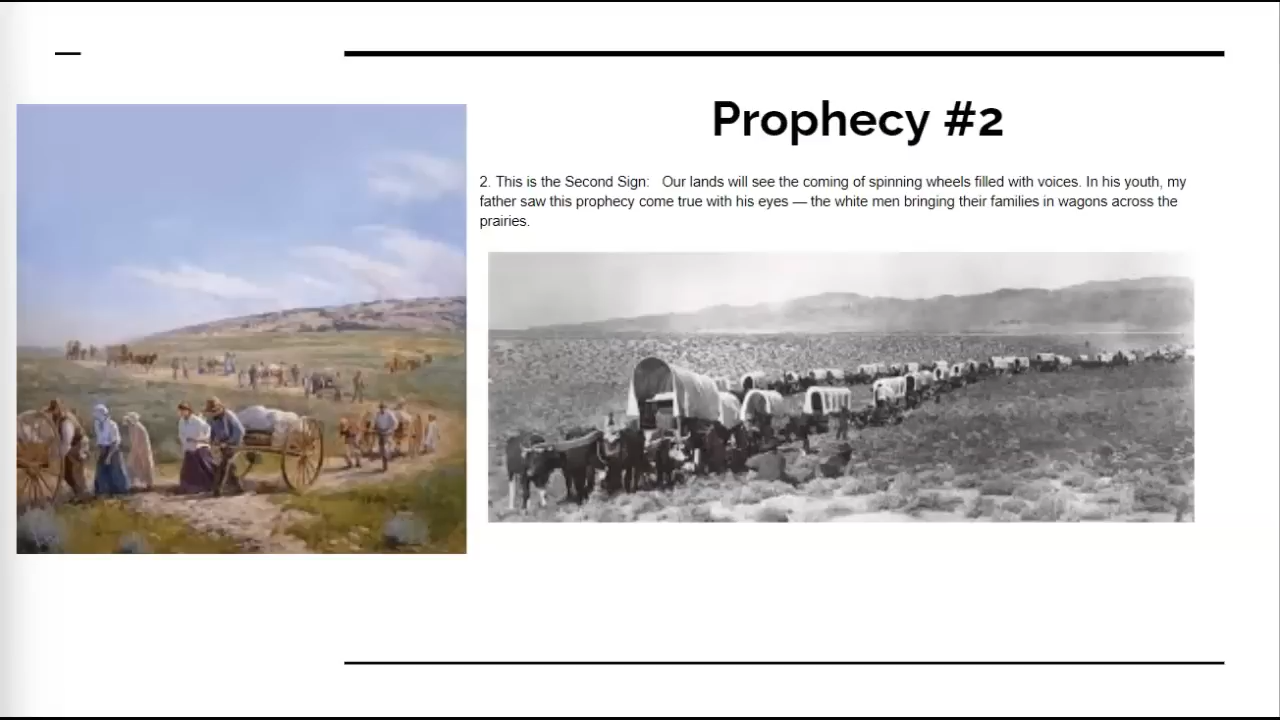 Prophecy #2
2. This is the Second Sign:   Our lands will see the coming of spinning wheels filled with voices. In his youth, my
father saw this prophecy come true with his eyes — the white men bringing their families in wagons across the
prairies.